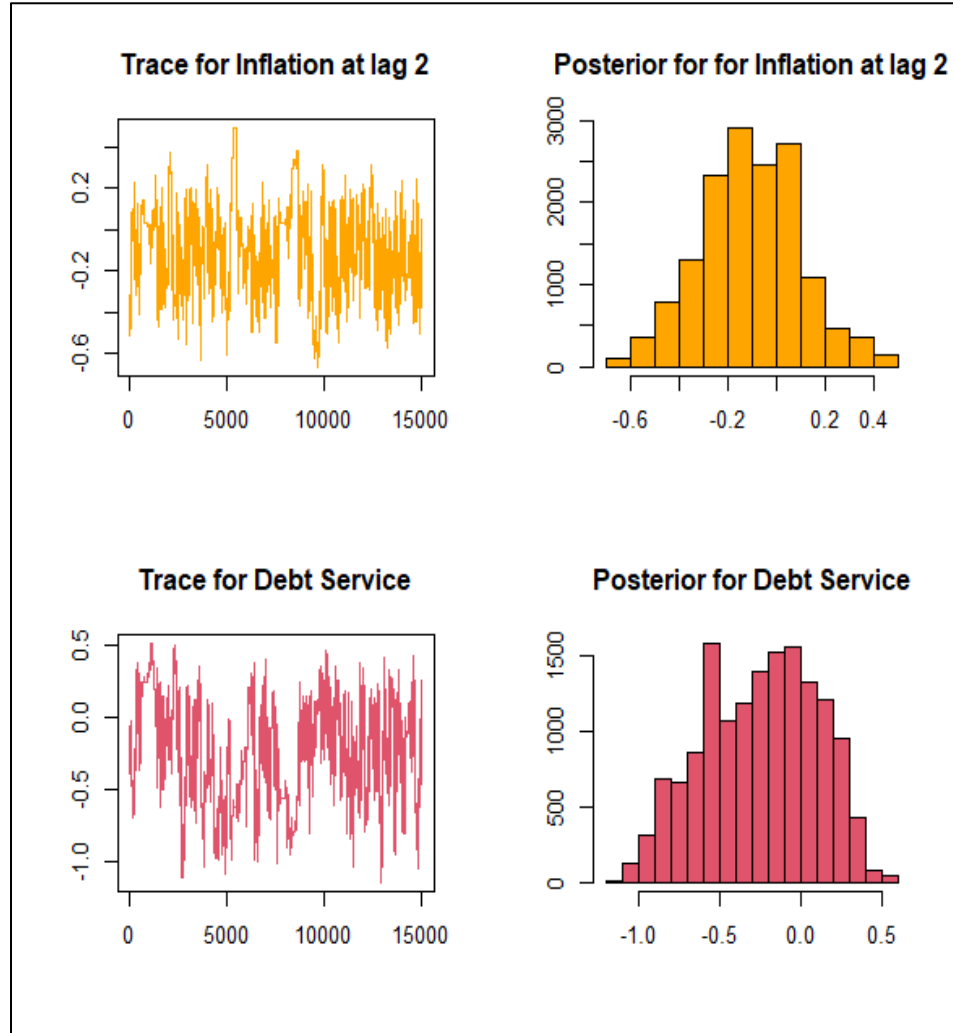 Trace for Inflation at lag 2
0.2
-0.2
-0.6
0 5000 10000 15000
Posterior for for Inflation at lag 2
3000
2000
1000
0
-0.6 -0.2 0.2 0.4
Trace for Debt Service
0.5
0.0
-0.5
-1.0
0 5000 10000 15000
Posterior for Debt Service
1500
1000
500
0
-1.0 -0.5 0.0 0.5